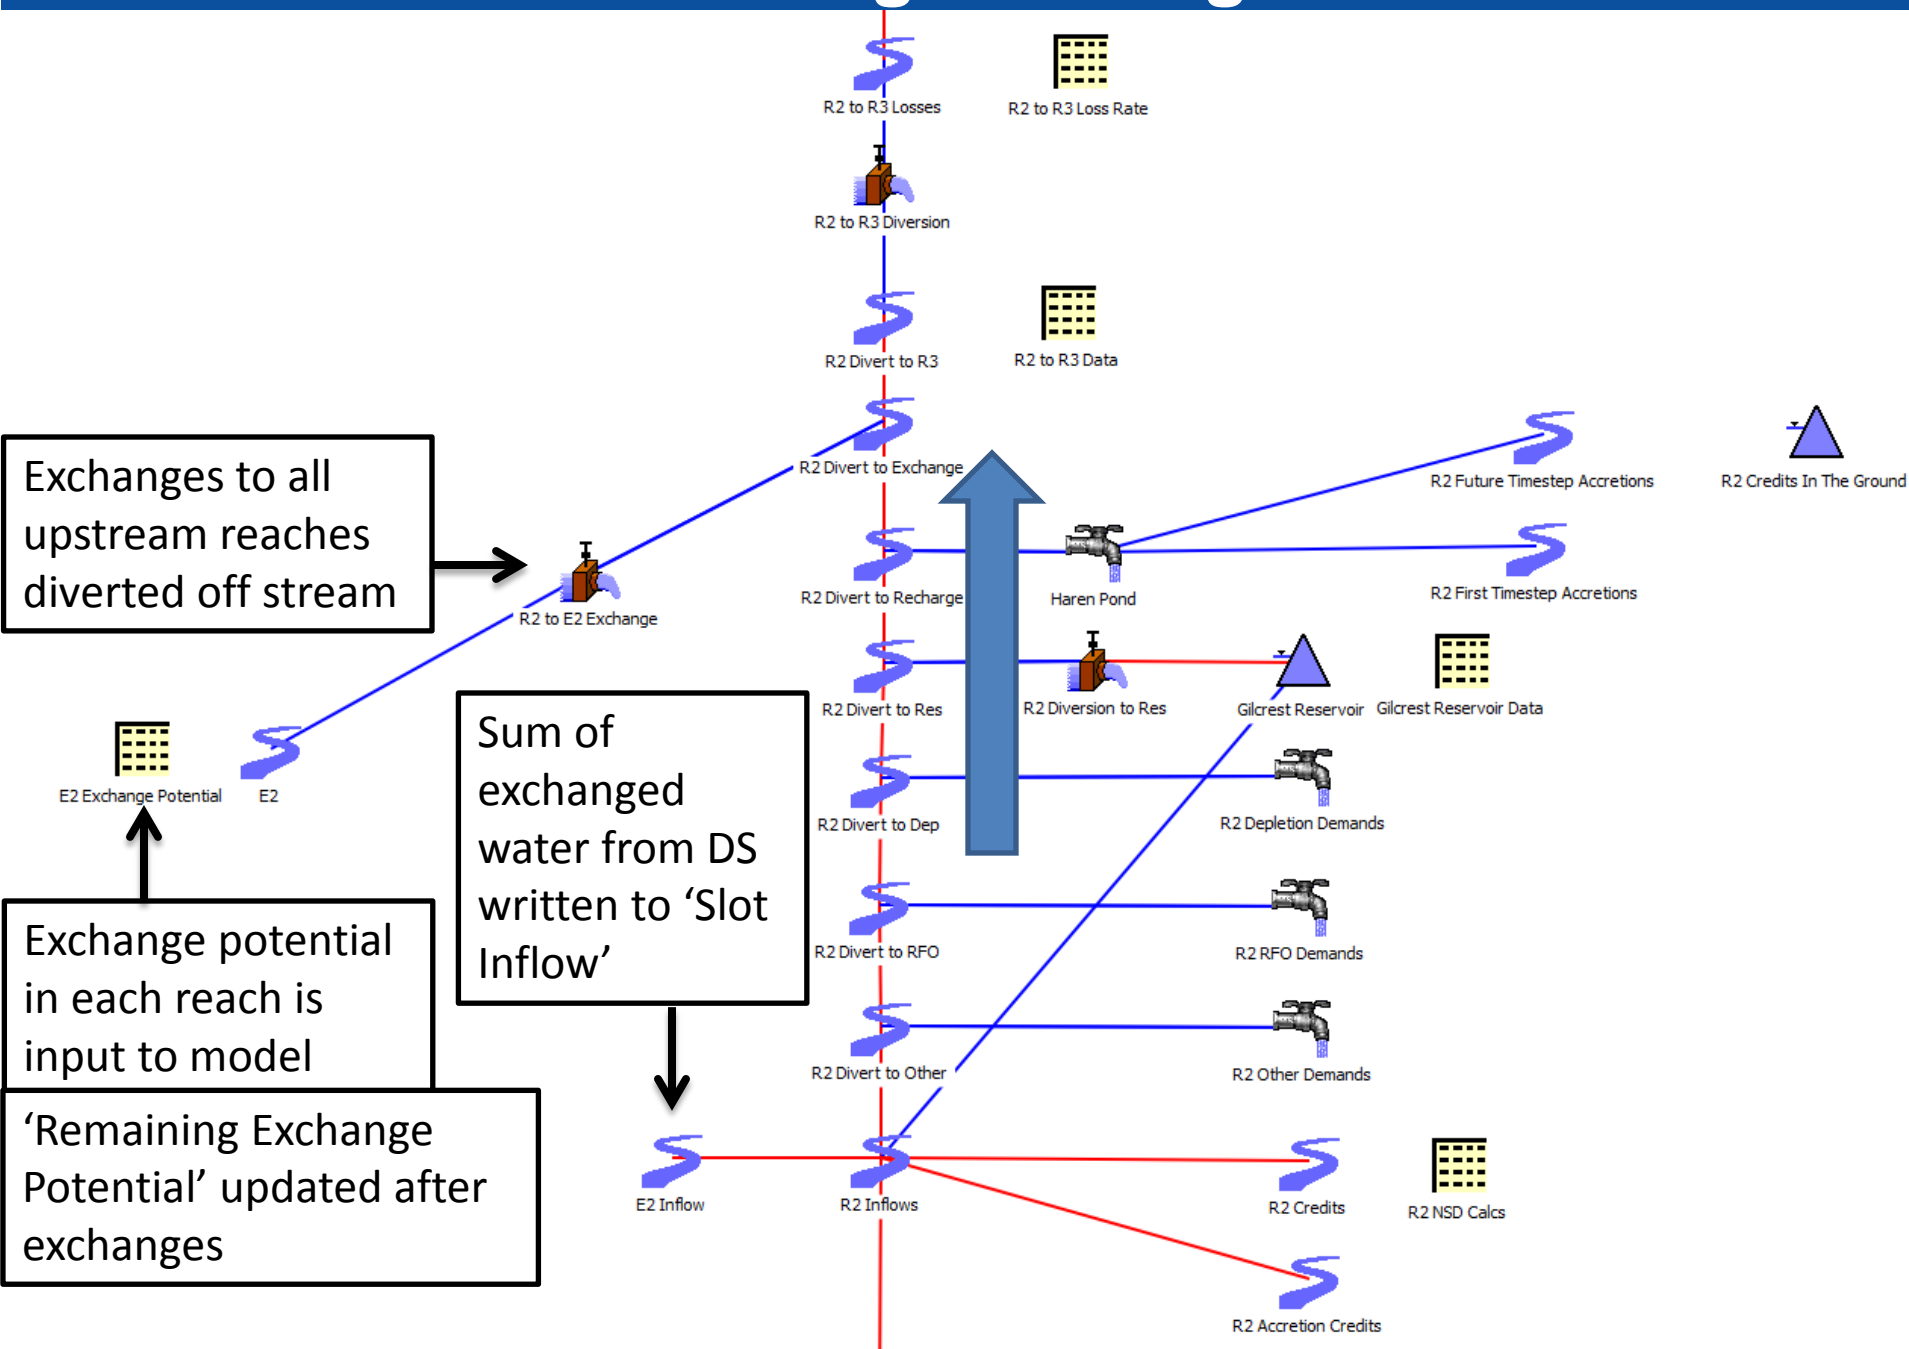 R2 to R3 Losses
R2 to R3 Loss Rate
R2 to R3 Diversion
R2 Divert to R3
R2 to R3 Data
Exchanges to all
upstream reaches
diverted off stream
R2 Divert to Exchange
R2 Future Timestep Accretions
R2 Credits In The Ground
R2 to E2 Exchange
R2 Divert to Recharge
Haren Pond
R2 First Timestep Accretions
R2 Divert to Res
R2 Diversion to Res
Gilcrest Reservoir
Gilcrest Reservoir Data
E2 Exchange Potential
E2
Sum of
exchanged
water from DS
written to ‘Slot
Inflow’
R2 Divert to Dep
R2 Depletion Demands
Exchange potential
in each reach is
input to model
‘Remaining Exchange
Potential’ updated after
exchanges
R2 Divert to RFO
R2 RFO Demands
R2 Divert to Other
R2 Other Demands
E2 Inflow
R2 Inflows
R2 Credits
R2 NSD Calcs
R2 Accretion Credits